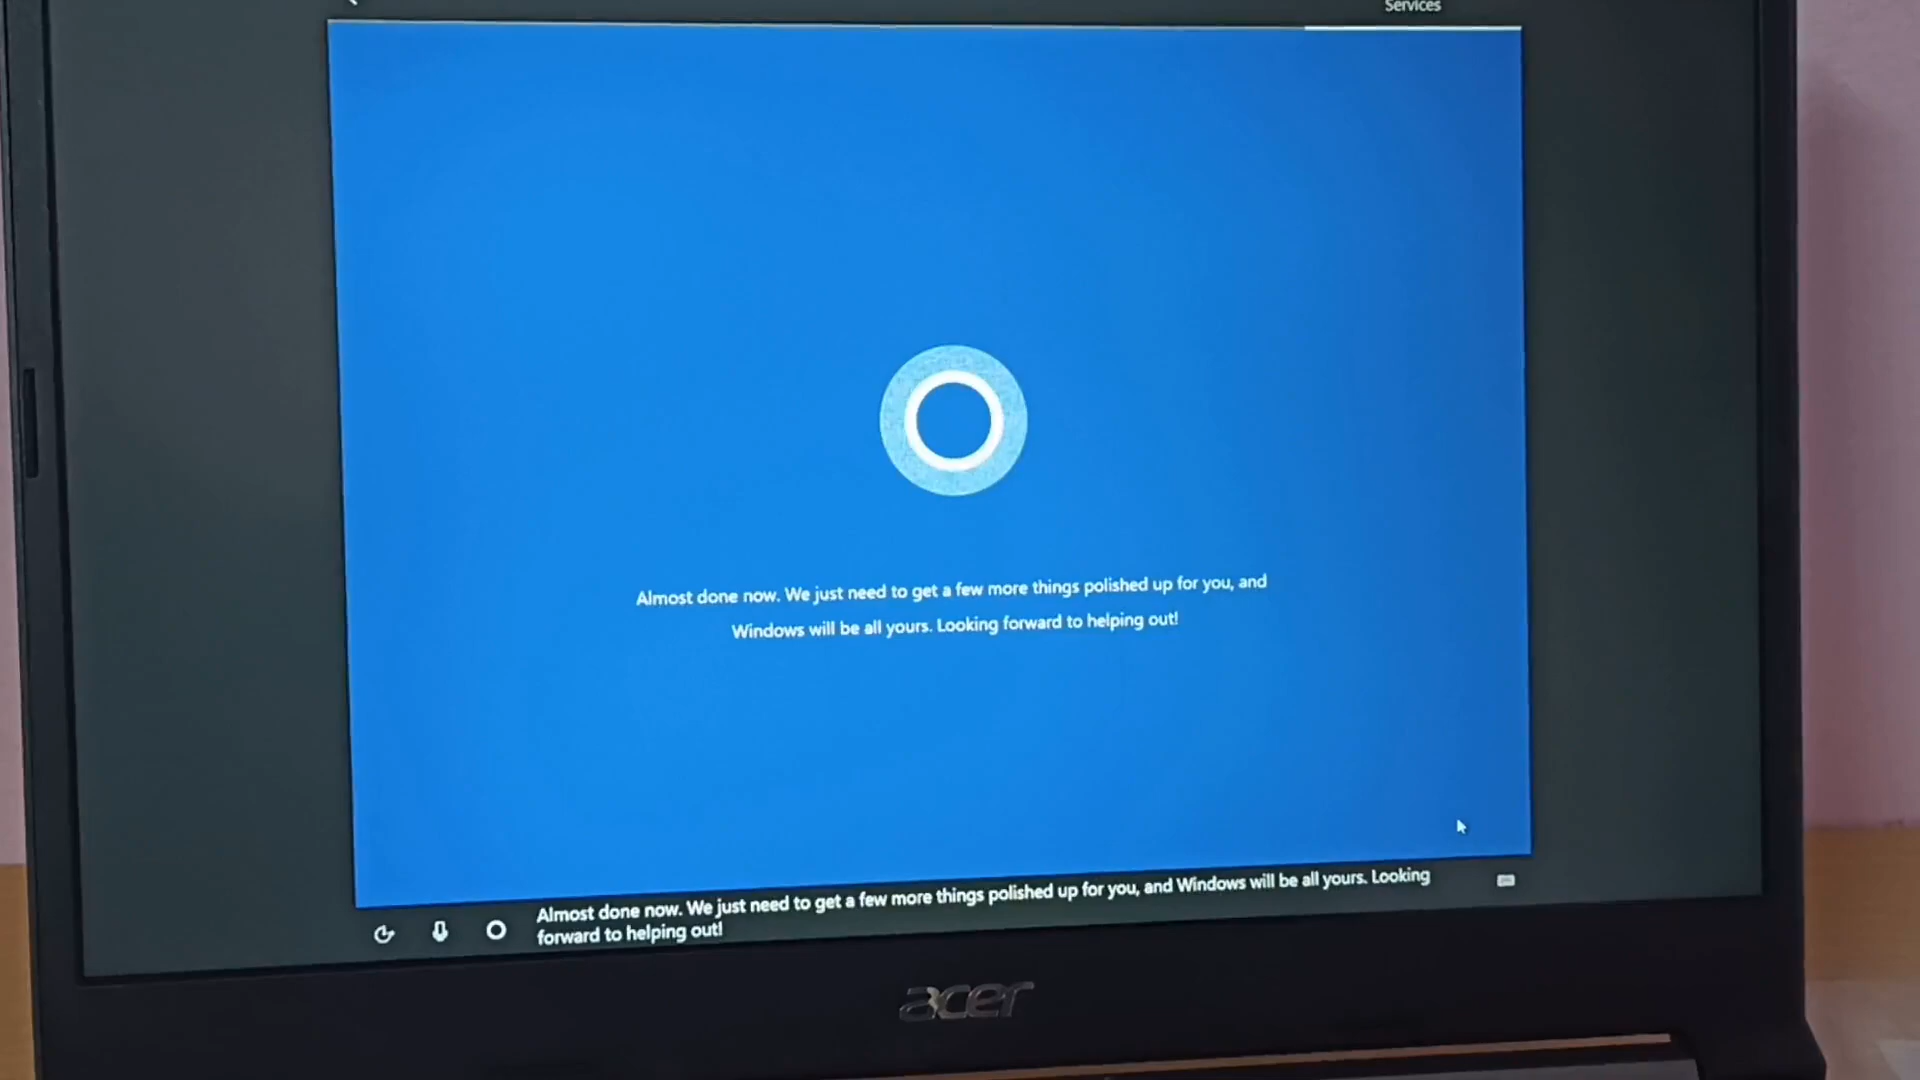 Services
Almost done now. We just need to get a few more things polished up for you, and
Windows will be all yours. Looking forward to helping out!
Almost done now. We just need to get a few more things polished up for you, and Windows will be all yours. Looking
forward to helping out!
acer